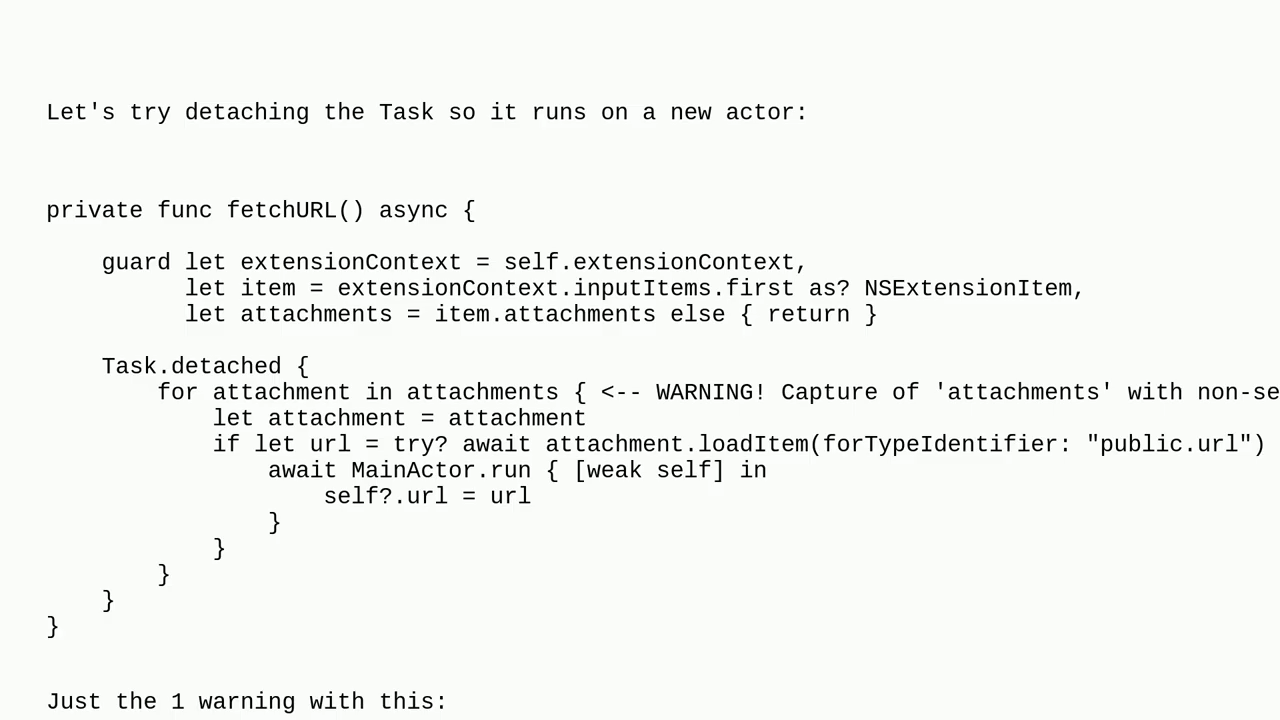 Let's try detaching the Task so it runs on a new actor:
private func fetchURL() async {
guard let extensionContext = self.extensionContext,
let item = extensionContext.inputItems.first as? NSExtensionItem,
let attachments = item.attachments else { return }
Task.detached {
for attachment in attachments { <-- WARNING! Capture of 'attachments' with non-se
let attachment = attachment
if let url = try? await attachment.loadItem(forTypeIdentifier: "public.url")
await MainActor.run { [weak self] in
self?.url = url
}
}
}
}
}
Just the 1 warning with this: